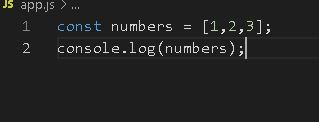 JS app.js > ...
1 const numbers = [1,2,3];
2 console.log(numbers);